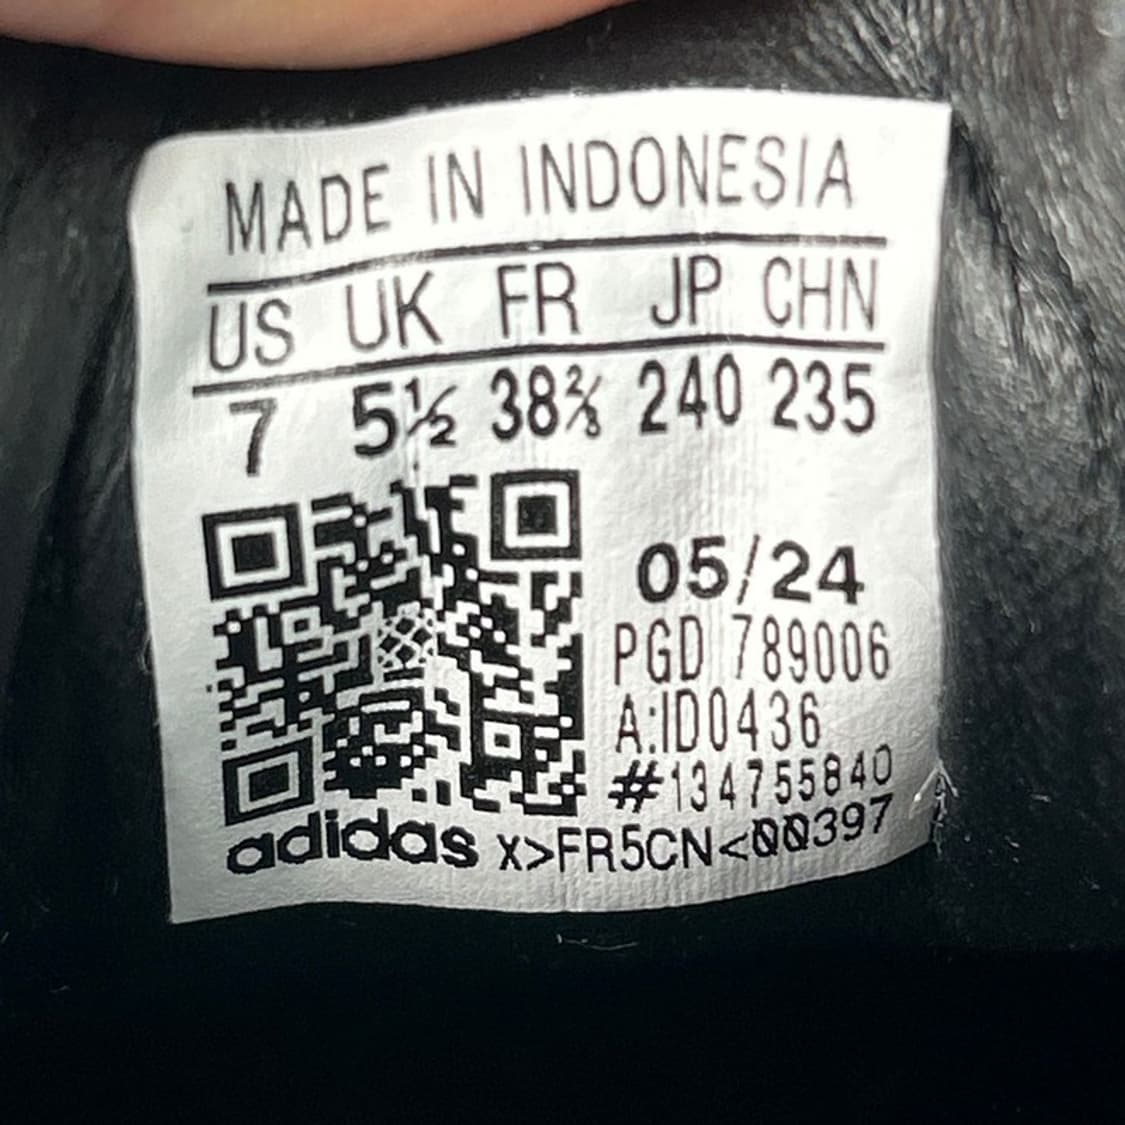 MADE IN INDONESIA
US UK FR JP CHN
7 5½ 38⅔ 240 235
05/24
PGD 789006
A:ID0436
#134755840
adidas x>FR5CN<00397